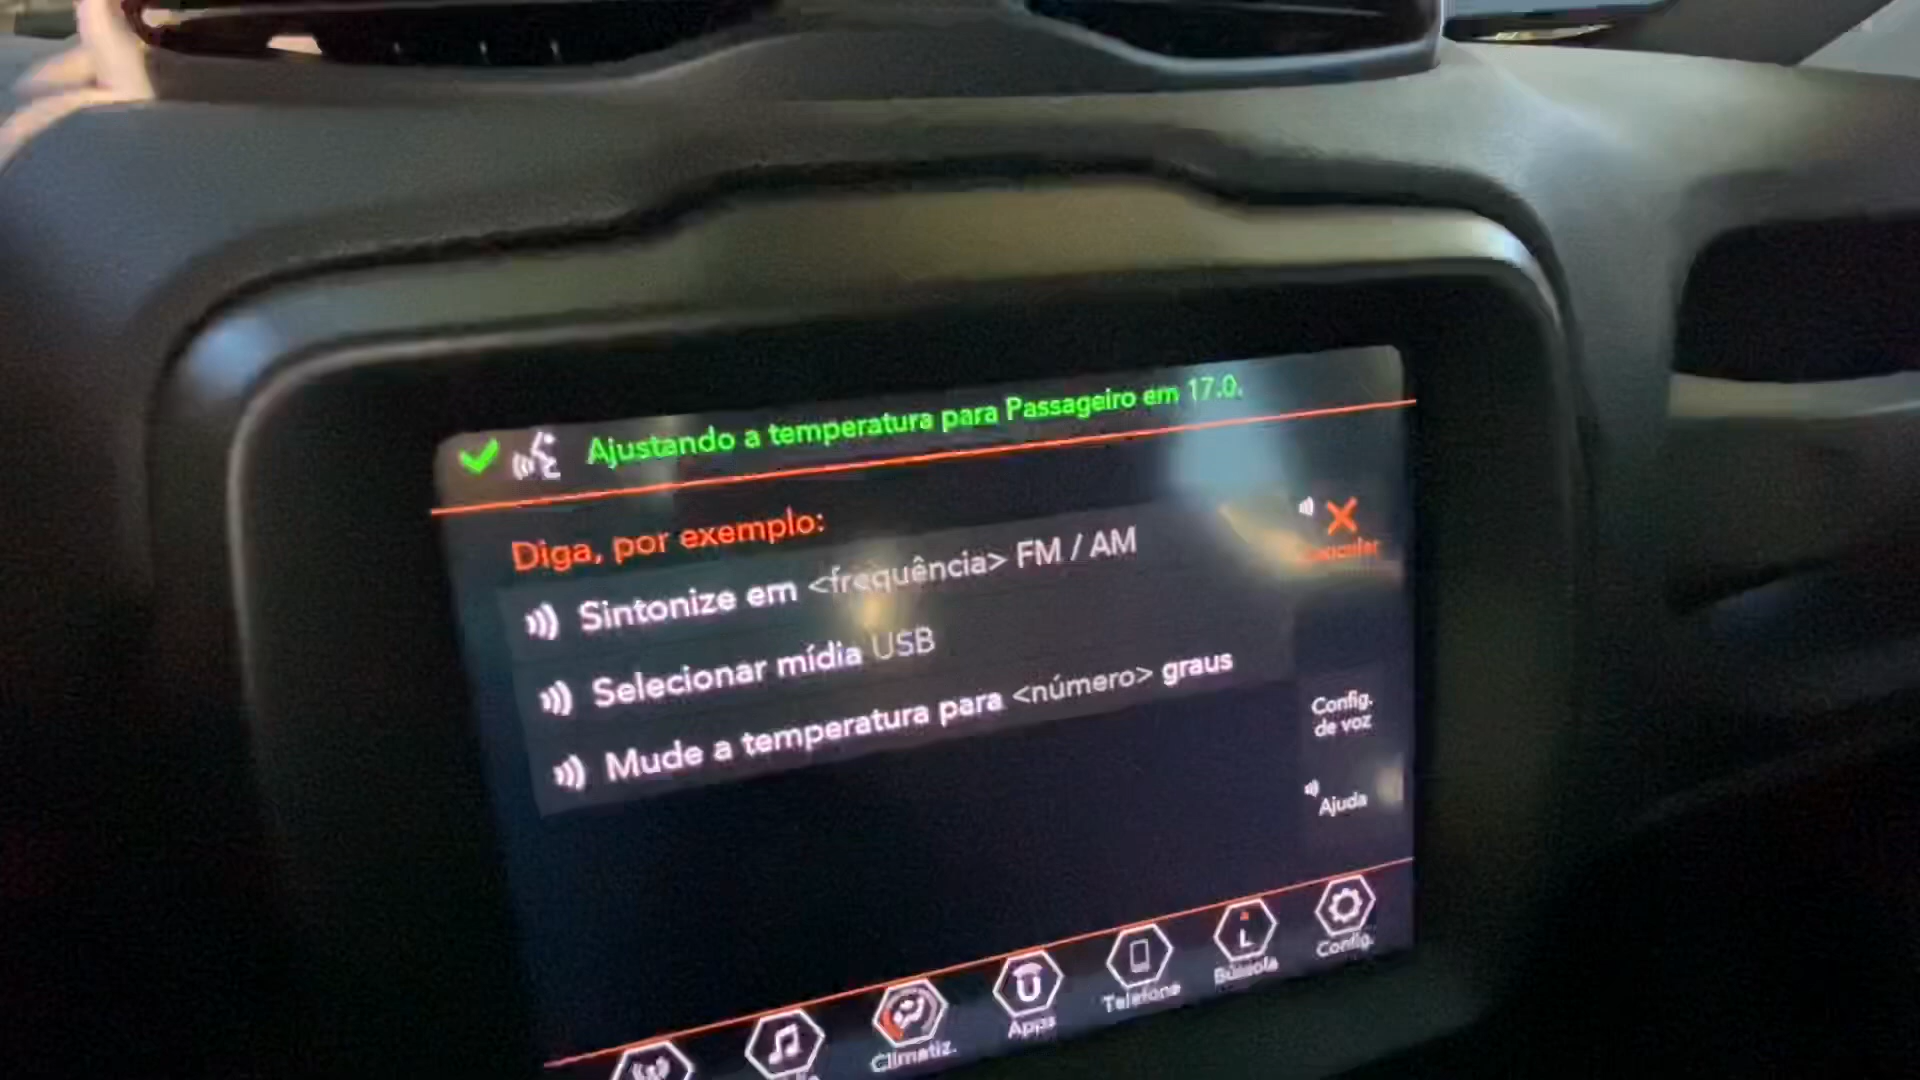 Ajustando a temperatura para Passageiro em 17.0.
Diga, por exemplo:
Sintonize em <frequência> FM / AM
Cancelar
Selecionar mídia USB
Mude a temperatura para <número> graus
Config.
de voz
Ajuda
Climatiz.
U
Apps
Telefone
L
Bússola
Config.